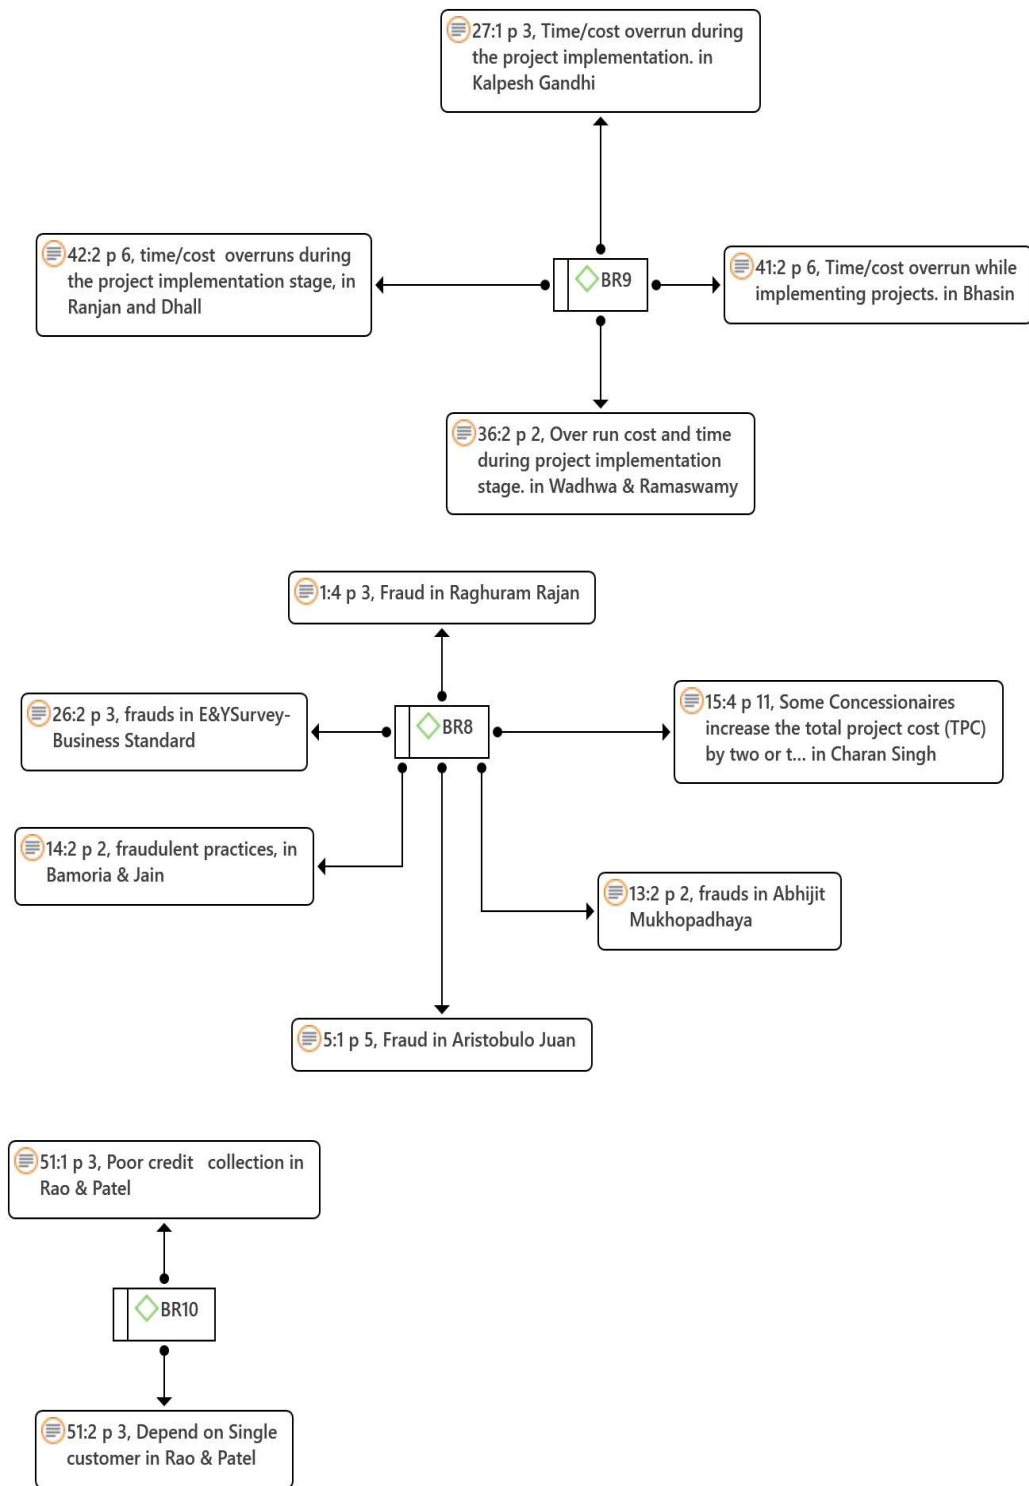 27:1 p 3, Time/cost overrun during
the project implementation. in
Kalpesh Gandhi
42:2 p 6, time/cost overruns during
the project implementation stage, in
Ranjan and Dhall
BR9
41:2 p 6, Time/cost overrun while
implementing projects. in Bhasin
36:2 p 2, Over run cost and time
during project implementation
stage. in Wadhwa & Ramaswamy
1:4 p 3, Fraud in Raghuram Rajan
26:2 p 3, frauds in E&YSurvey-
Business Standard
BR8
15:4 p 11, Some Concessionaires
increase the total project cost (TPC)
by two or t... in Charan Singh
14:2 p 2, fraudulent practices, in
Bamoria & Jain
13:2 p 2, frauds in Abhijit
Mukhopadhaya
5:1 p 5, Fraud in Aristobulo Juan
51:1 p 3, Poor credit collection in
Rao & Patel
BR10
51:2 p 3, Depend on Single
customer in Rao & Patel